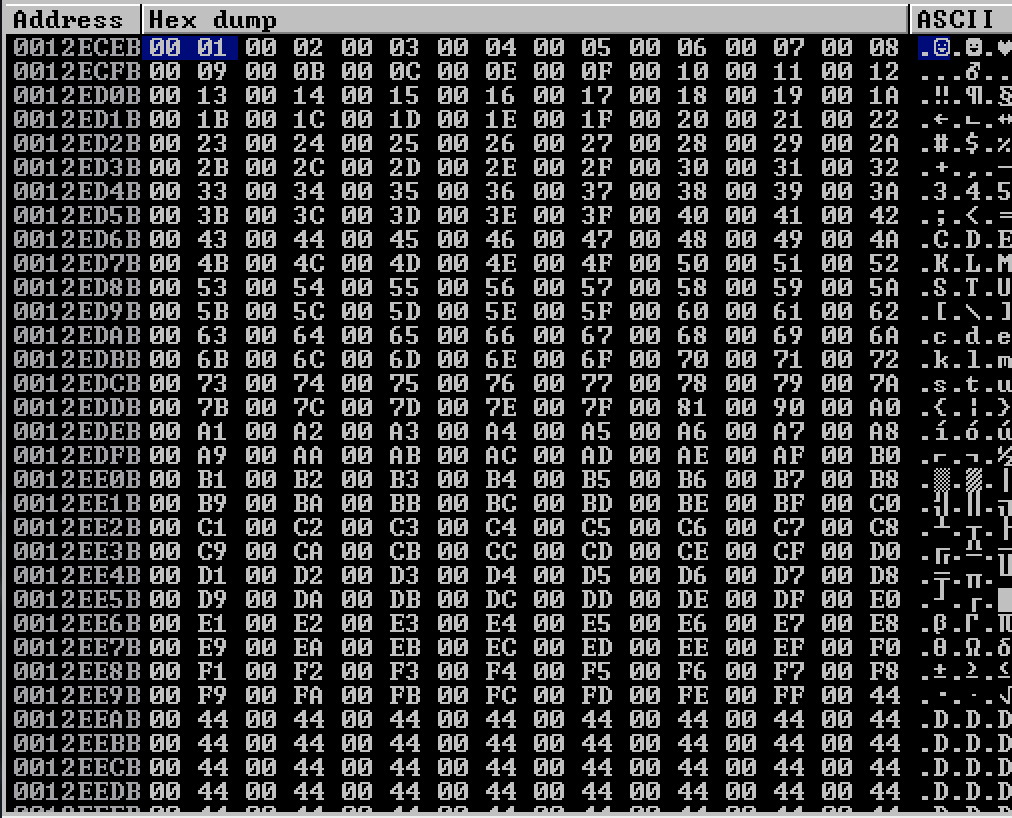 Address Hex dump ASCII
0012ECEB 00 01 00 02 00 03 00 04 00 05 00 06 00 07 00 08 .☺.☻.♥
0012ECFB 00 09 00 0B 00 0C 00 0E 00 0F 00 10 00 11 00 12 ...♂..
0012ED0B 00 13 00 14 00 15 00 16 00 17 00 18 00 19 00 1A .‼.¶.§
0012ED1B 00 1B 00 1C 00 1D 00 1E 00 1F 00 20 00 21 00 22 .←.∟.↔
0012ED2B 00 23 00 24 00 25 00 26 00 27 00 28 00 29 00 2A .#.$.%
0012ED3B 00 2B 00 2C 00 2D 00 2E 00 2F 00 30 00 31 00 32 .+.,.-
0012ED4B 00 33 00 34 00 35 00 36 00 37 00 38 00 39 00 3A .3.4.5
0012ED5B 00 3B 00 3C 00 3D 00 3E 00 3F 00 40 00 41 00 42 .;.<.=
0012ED6B 00 43 00 44 00 45 00 46 00 47 00 48 00 49 00 4A .C.D.E
0012ED7B 00 4B 00 4C 00 4D 00 4E 00 4F 00 50 00 51 00 52 .K.L.M
0012ED8B 00 53 00 54 00 55 00 56 00 57 00 58 00 59 00 5A .S.T.U
0012ED9B 00 5B 00 5C 00 5D 00 5E 00 5F 00 60 00 61 00 62 .[.\.]
0012EDAB 00 63 00 64 00 65 00 66 00 67 00 68 00 69 00 6A .c.d.e
0012EDBB 00 6B 00 6C 00 6D 00 6E 00 6F 00 70 00 71 00 72 .k.l.m
0012EDCB 00 73 00 74 00 75 00 76 00 77 00 78 00 79 00 7A .s.t.u
0012EDDB 00 7B 00 7C 00 7D 00 7E 00 7F 00 81 00 90 00 A0 .{.¦.}
0012EDEB 00 A1 00 A2 00 A3 00 A4 00 A5 00 A6 00 A7 00 A8 .í.ó.ú
0012EDFB 00 A9 00 AA 00 AB 00 AC 00 AD 00 AE 00 AF 00 B0 .⌐.¬.½
0012EE0B 00 B1 00 B2 00 B3 00 B4 00 B5 00 B6 00 B7 00 B8 .▒.▓.│
0012EE1B 00 B9 00 BA 00 BB 00 BC 00 BD 00 BE 00 BF 00 C0 .╣.║.╗
0012EE2B 00 C1 00 C2 00 C3 00 C4 00 C5 00 C6 00 C7 00 C8 .┴.┬.├
0012EE3B 00 C9 00 CA 00 CB 00 CC 00 CD 00 CE 00 CF 00 D0 .╔.╩.╦
0012EE4B 00 D1 00 D2 00 D3 00 D4 00 D5 00 D6 00 D7 00 D8 .╤.╥.╙
0012EE5B 00 D9 00 DA 00 DB 00 DC 00 DD 00 DE 00 DF 00 E0 .┘.┌.█
0012EE6B 00 E1 00 E2 00 E3 00 E4 00 E5 00 E6 00 E7 00 E8 .β.Γ.π
0012EE7B 00 E9 00 EA 00 EB 00 EC 00 ED 00 EE 00 EF 00 F0 .θ.Ω.δ
0012EE8B 00 F1 00 F2 00 F3 00 F4 00 F5 00 F6 00 F7 00 F8 .±.≥.≤
0012EE9B 00 F9 00 FA 00 FB 00 FC 00 FD 00 FE 00 FF 00 44 .∙.·.√
0012EEAB 00 44 00 44 00 44 00 44 00 44 00 44 00 44 00 44 .D.D.D
0012EEBB 00 44 00 44 00 44 00 44 00 44 00 44 00 44 00 44 .D.D.D
0012EECB 00 44 00 44 00 44 00 44 00 44 00 44 00 44 00 44 .D.D.D
0012EEDB 00 44 00 44 00 44 00 44 00 44 00 44 00 44 00 44 .D.D.D